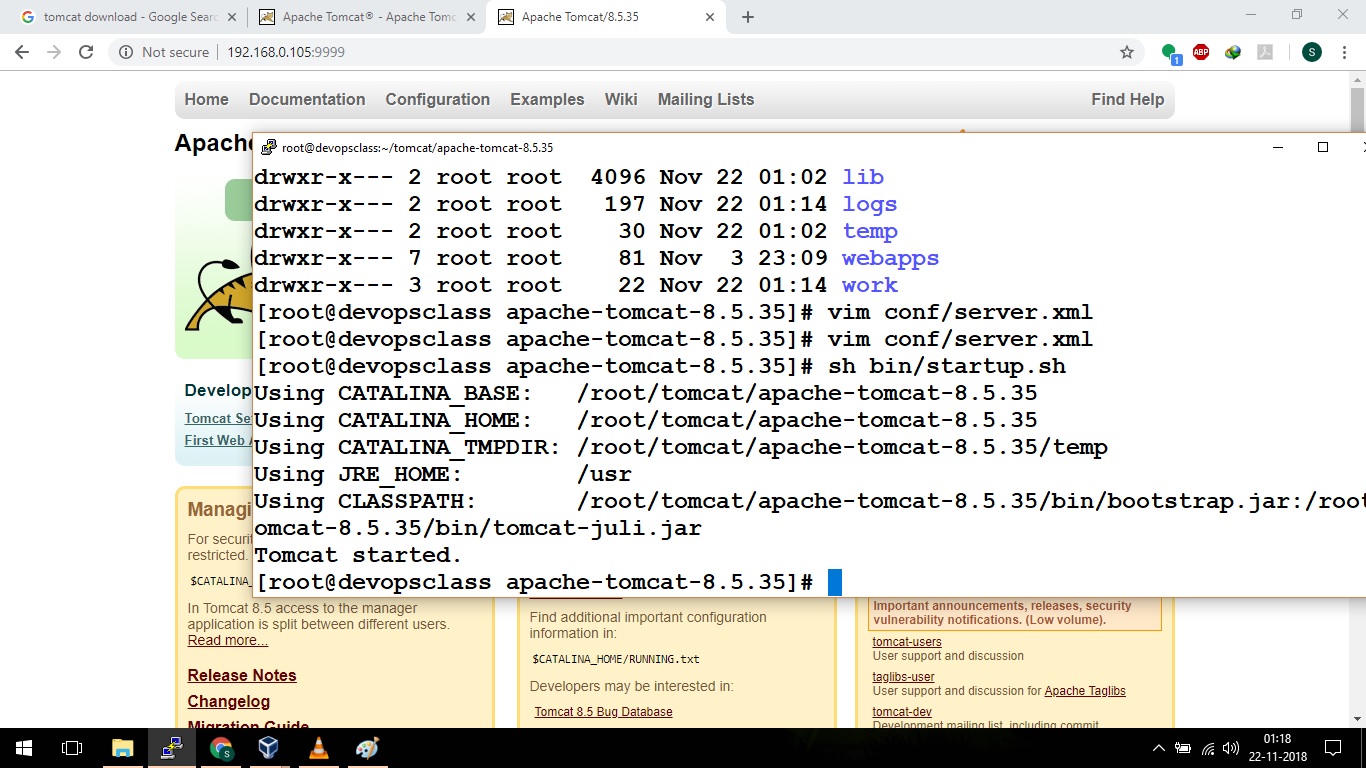 tomcat download - Google Sear
Apache Tomcat® - Apache Tomc
Apache Tomcat/8.5.35
Not secure
192.168.0.105:9999
1
ABP
S
Home
Documentation
Configuration
Examples
Wiki
Mailing Lists
Find Help
Apache
root@devopsclass:~/tomcat/apache-tomcat-8.5.35
drwxr-x--- 2 root root  4096 Nov 22 01:02 lib
drwxr-x--- 2 root root   197 Nov 22 01:14 logs
drwxr-x--- 2 root root    30 Nov 22 01:02 temp
drwxr-x--- 7 root root    81 Nov  3 23:09 webapps
drwxr-x--- 3 root root    22 Nov 22 01:14 work
[root@devopsclass apache-tomcat-8.5.35]# vim conf/server.xml
[root@devopsclass apache-tomcat-8.5.35]# vim conf/server.xml
[root@devopsclass apache-tomcat-8.5.35]# sh bin/startup.sh
Using CATALINA_BASE:   /root/tomcat/apache-tomcat-8.5.35
Using CATALINA_HOME:   /root/tomcat/apache-tomcat-8.5.35
Using CATALINA_TMPDIR: /root/tomcat/apache-tomcat-8.5.35/temp
Using JRE_HOME:        /usr
Using CLASSPATH:       /root/tomcat/apache-tomcat-8.5.35/bin/bootstrap.jar:/root
omcat-8.5.35/bin/tomcat-juli.jar
Tomcat started.
[root@devopsclass apache-tomcat-8.5.35]#
Develop
Tomcat Se
First Web A
Managi
For securit
restricted.
$CATALINA_
In Tomcat 8.5 access to the manager
application is split between different users.
Read more...
Release Notes
Changelog
Migration Guide
Find additional important configuration
information in:
$CATALINA_HOME/RUNNING.txt
Developers may be interested in:
Tomcat 8.5 Bug Database
Important announcements, releases, security
vulnerability notifications. (Low volume).
tomcat-users
User support and discussion
taglibs-user
User support and discussion for Apache Taglibs
tomcat-dev
Development mailing list, including commit
S
01:18
22-11-2018